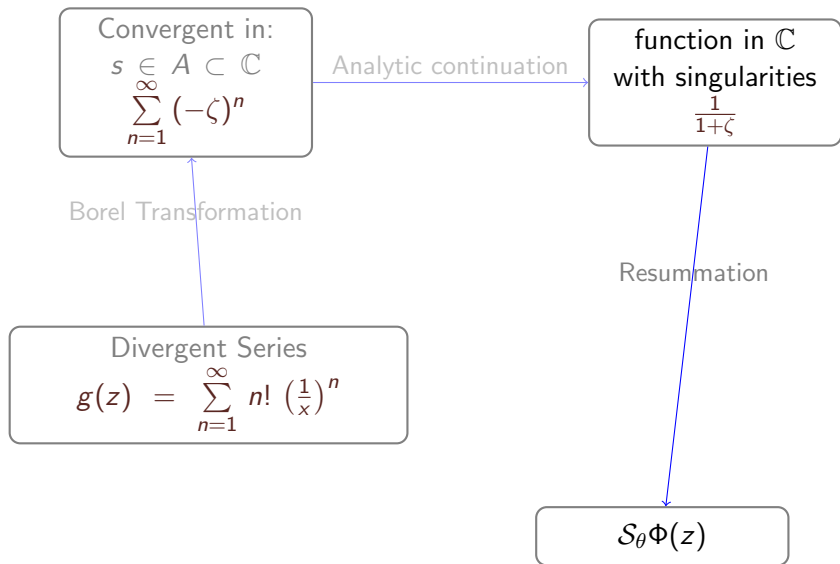 Convergent in:
s ∈ A ⊂ ℂ
∑_{n=1}^{∞} (−ζ)^n
Analytic continuation
function in ℂ
with singularities
1/(1+ζ)
Borel Transformation
Resummation
Divergent Series
g(z) = ∑_{n=1}^{∞} n! (1/x)^n
𝒮_θΦ(z)